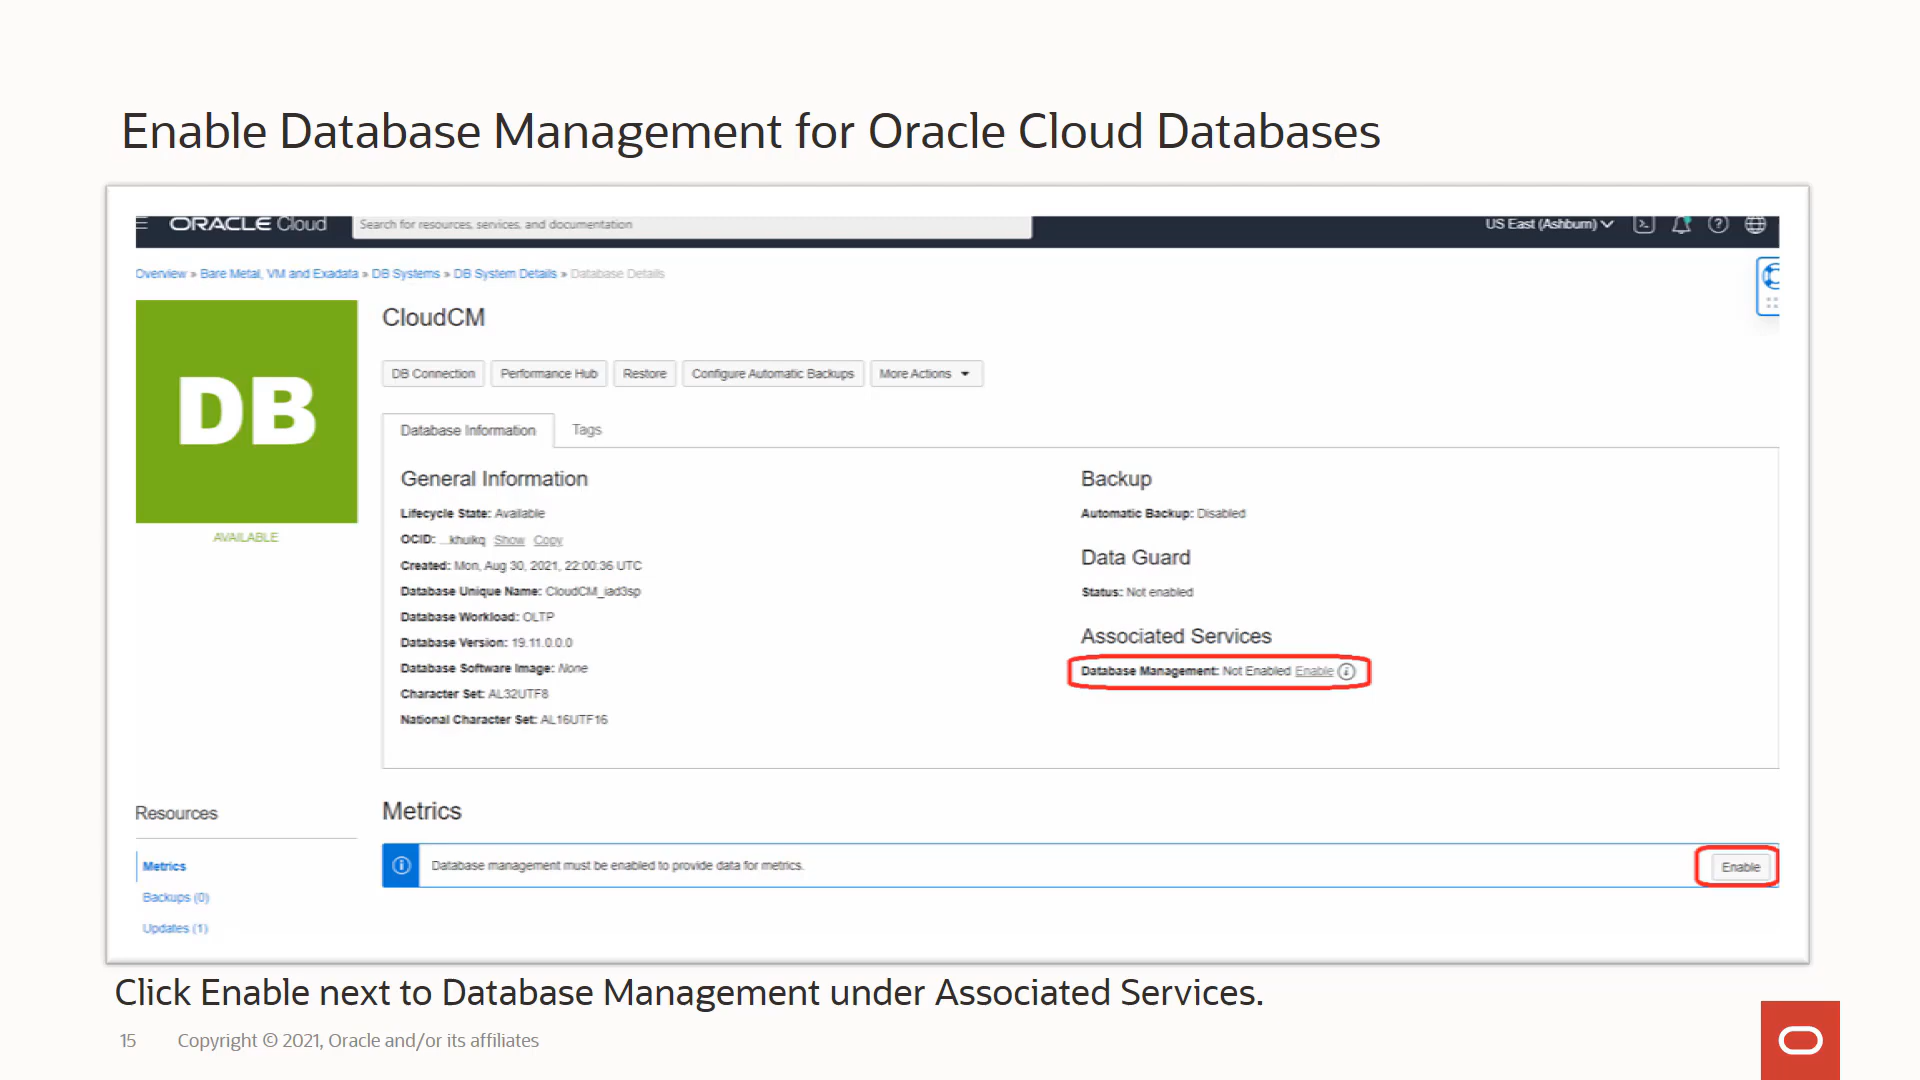 Enable Database Management for Oracle Cloud Databases
ORACLE Cloud
Search for resources, services, and documentation
US East (Ashburn)
Overview » Bare Metal, VM and Exadata » DB Systems » DB System Details » Database Details
DB
AVAILABLE
CloudCM
DB Connection
Performance Hub
Restore
Configure Automatic Backups
More Actions
Database Information
Tags
General Information
Lifecycle State: Available
OCID: ...khuikq Show Copy
Created: Mon, Aug 30, 2021, 22:00:36 UTC
Database Unique Name: CloudCM_iad3sp
Database Workload: OLTP
Database Version: 19.11.0.0.0
Database Software Image: None
Character Set: AL32UTF8
National Character Set: AL16UTF16
Backup
Automatic Backup: Disabled
Data Guard
Status: Not enabled
Associated Services
Database Management: Not Enabled Enable
Resources
Metrics
Backups (0)
Updates (1)
Metrics
Database management must be enabled to provide data for metrics.
Enable
Click Enable next to Database Management under Associated Services.
15
Copyright © 2021, Oracle and/or its affiliates